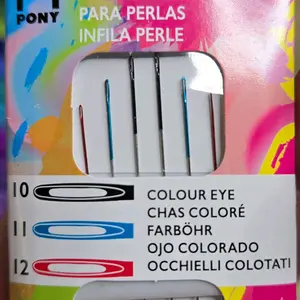 PONY
PARA PERLAS
INFILA PERLE
10
COLOUR EYE
CHAS COLORÉ
11
FARBÖHR
OJO COLORADO
12
OCCHIELLI COLOTATI